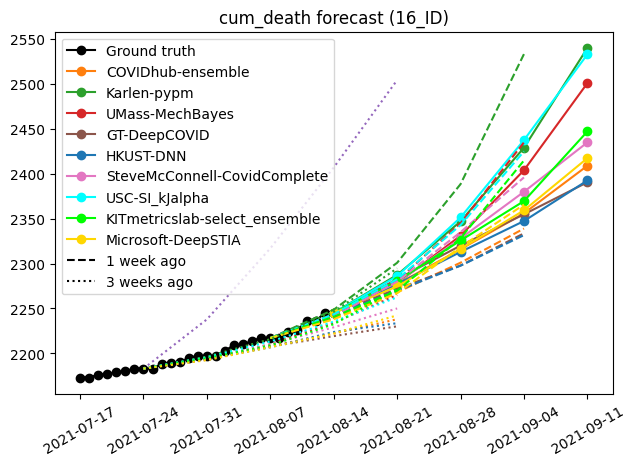 cum_death forecast (16_ID)
2550
2500
2450
2400
2350
2300
2250
2200
Ground truth
COVIDhub-ensemble
Karlen-pypm
UMass-MechBayes
GT-DeepCOVID
HKUST-DNN
SteveMcConnell-CovidComplete
USC-SI_kJalpha
KITmetricslab-select_ensemble
Microsoft-DeepSTIA
1 week ago
3 weeks ago
2021-07-17
2021-07-24
2021-07-31
2021-08-07
2021-08-14
2021-08-21
2021-08-28
2021-09-04
2021-09-11